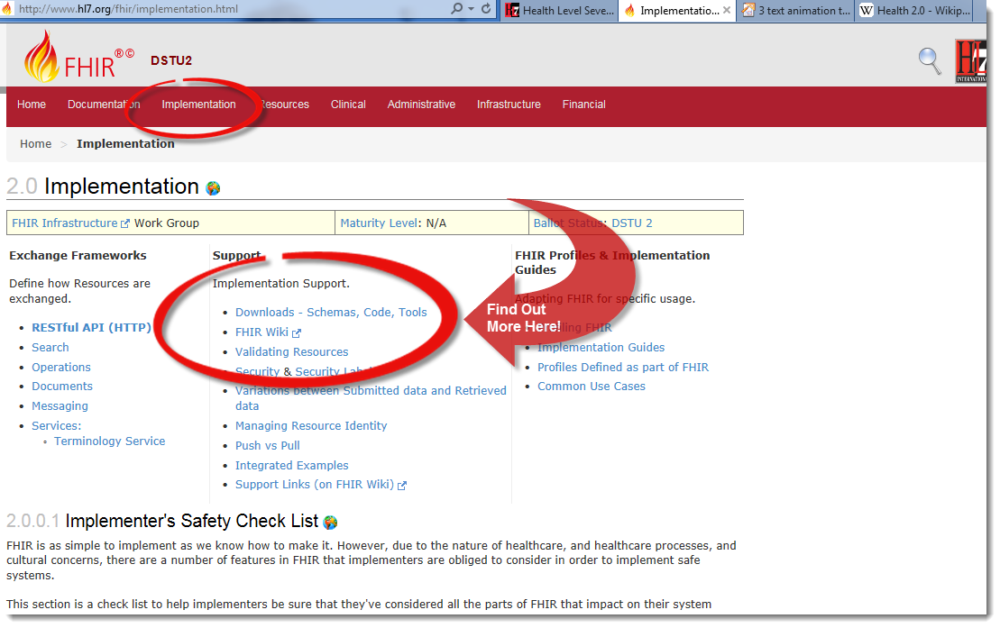 http://www.hl7.org/fhir/implementation.html
Health Level Seve...
Implementatio...
3 text animation t...
Health 2.0 - Wikip...
FHIR®© DSTU2
INTERNATIONAL
Home Documentation Implementation Resources Clinical Administrative Infrastructure Financial
Home > Implementation
2.0 Implementation
FHIR Infrastructure Work Group
Maturity Level: N/A
Ballot Status: DSTU 2
Exchange Frameworks
Define how Resources are
exchanged.
RESTful API (HTTP)
Search
Operations
Documents
Messaging
Services:
Terminology Service
Support
Implementation Support.
Downloads - Schemas, Code, Tools
FHIR Wiki
Validating Resources
Security & Security Labels
Variations between Submitted data and Retrieved
data
Managing Resource Identity
Push vs Pull
Integrated Examples
Support Links (on FHIR Wiki)
FHIR Profiles & Implementation
Guides
Adapting FHIR for specific usage.
FHIR
Implementation Guides
Profiles Defined as part of FHIR
Common Use Cases
Find Out
More Here!
2.0.0.1 Implementer's Safety Check List
FHIR is as simple to implement as we know how to make it. However, due to the nature of healthcare, and healthcare processes, and
cultural concerns, there are a number of features in FHIR that implementers are obliged to consider in order to implement safe
systems.
This section is a check list to help implementers be sure that they've considered all the parts of FHIR that impact on their system